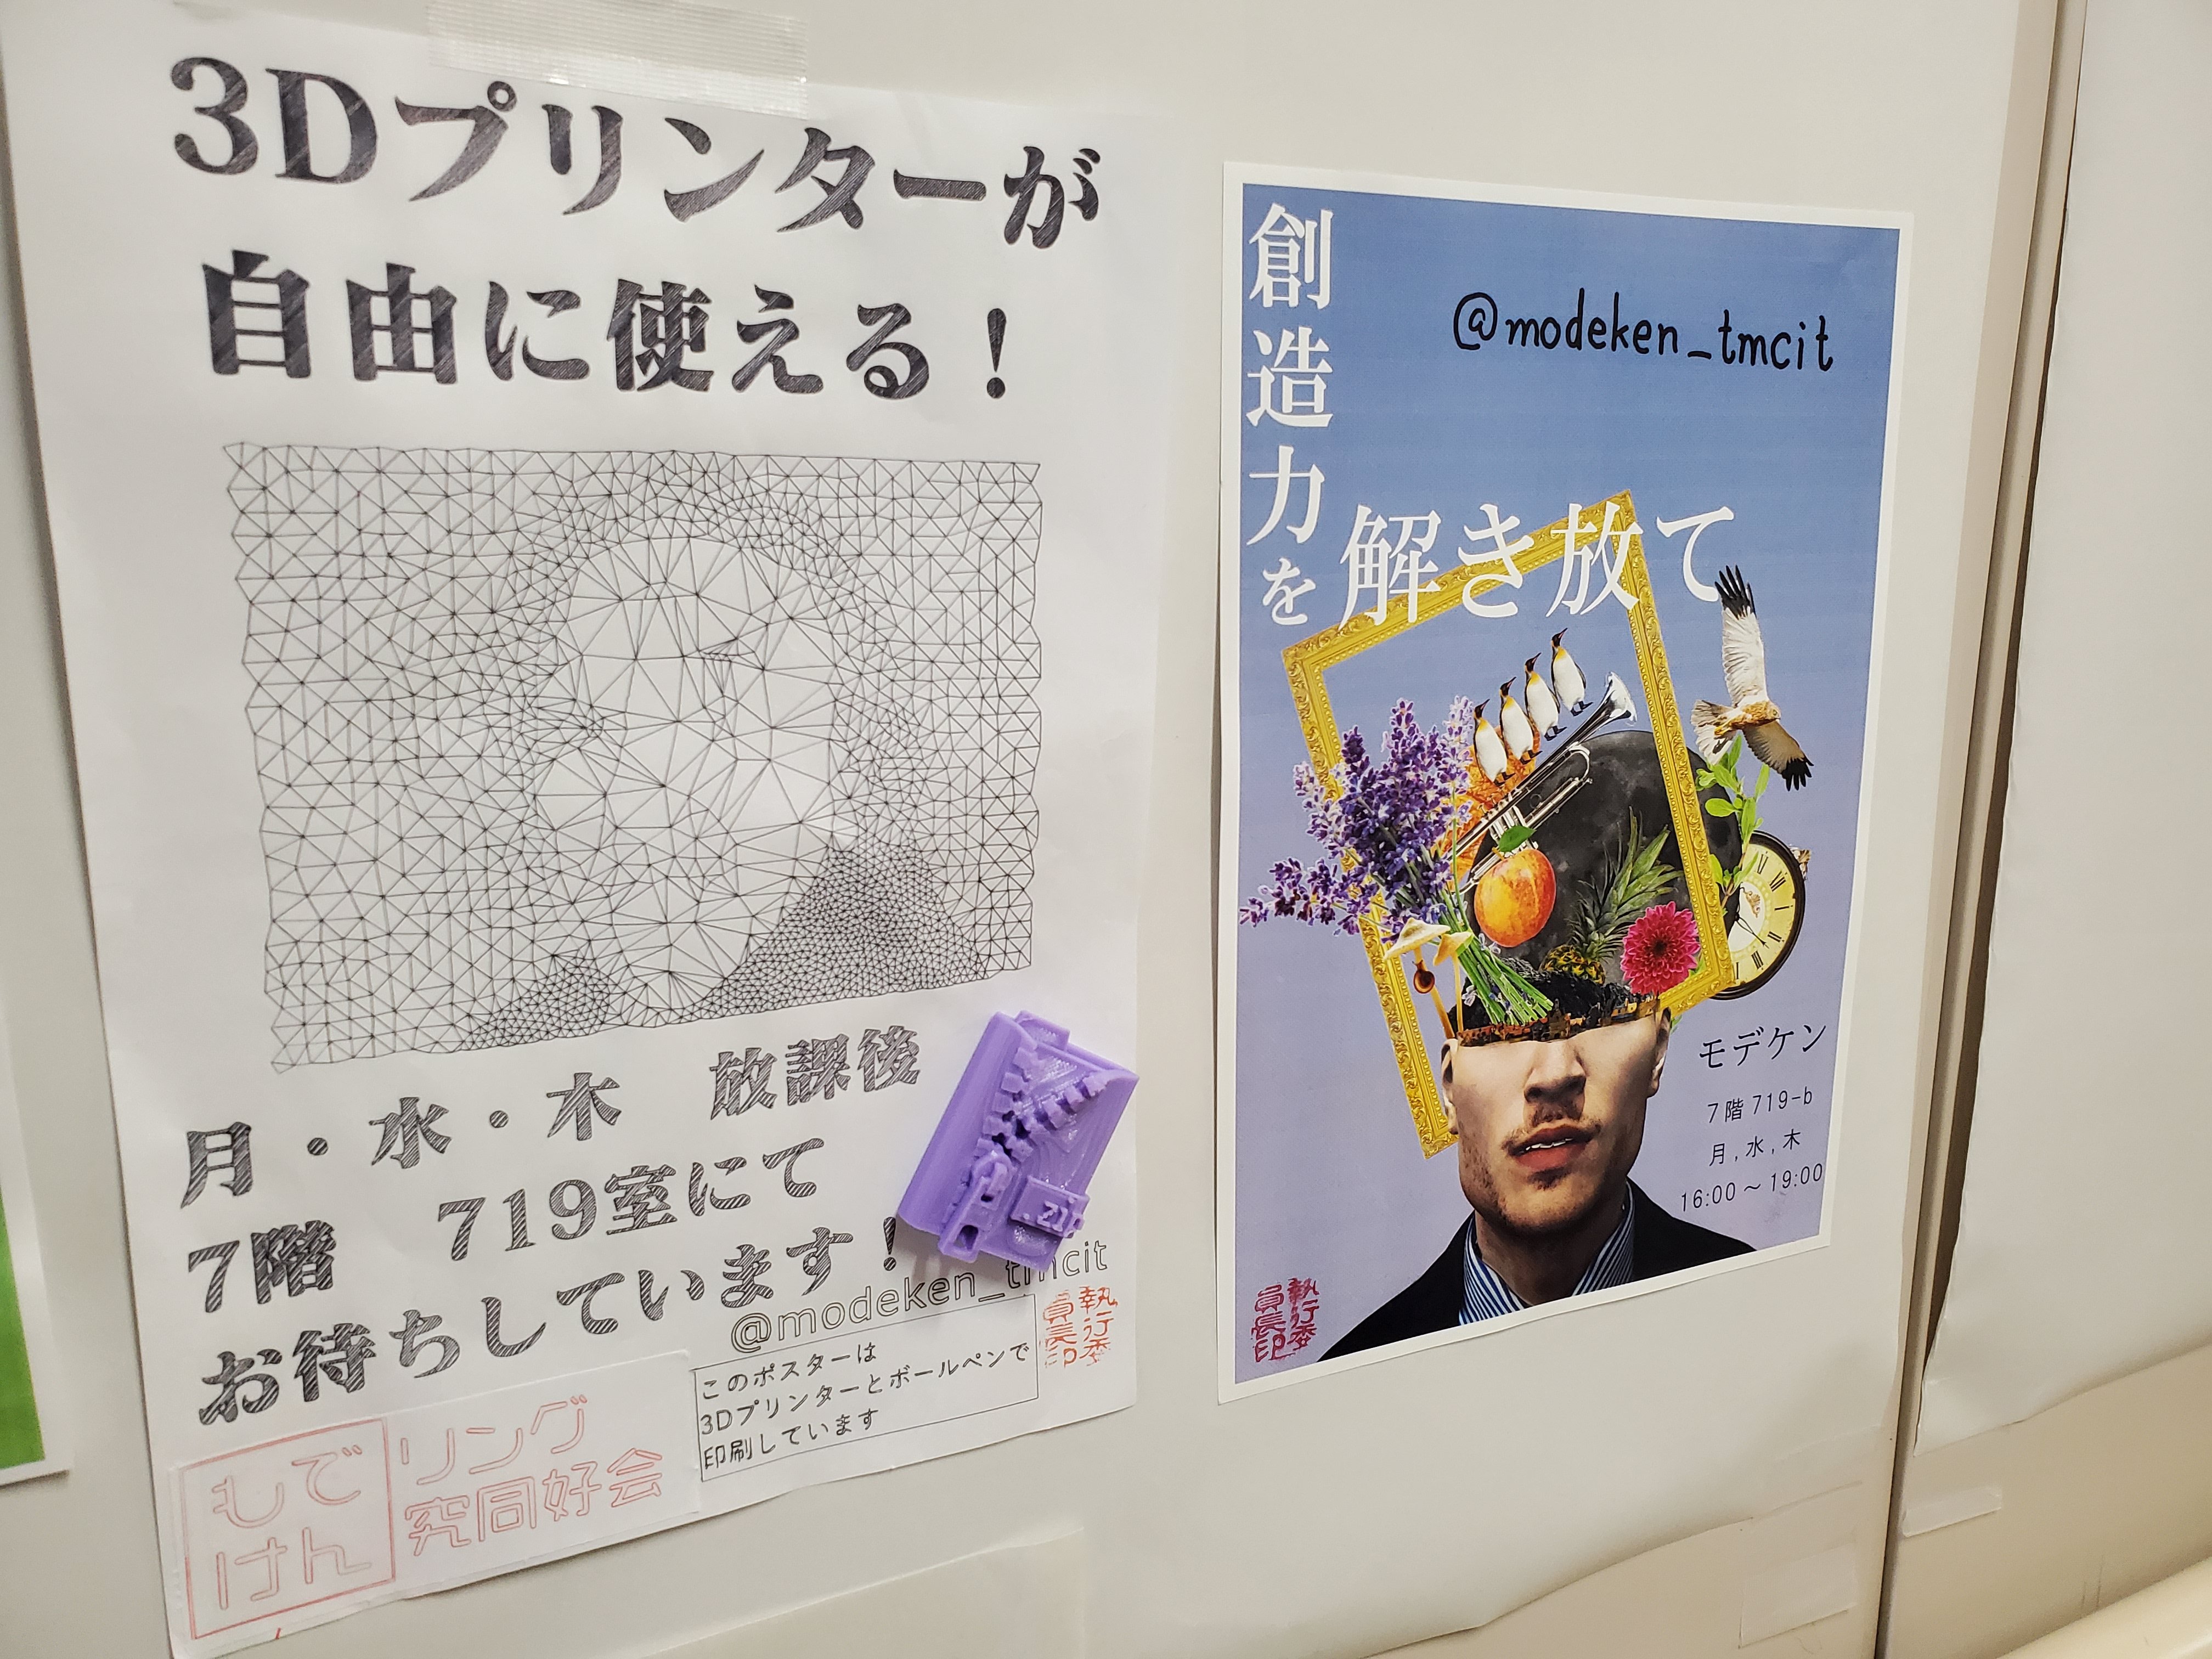 3Dプリンターが
自由に使える！
月・水・木 放課後
7階 719室にて
お待ちしています！
@modeken_tmcit
このポスターは
3Dプリンターとボールペンで
印刷しています
執行委
員長印
もで
けん
リング
究同好会
.zip
創造力を
解き放て
@modeken_tmcit
モデケン
7階 719-b
月,水,木
16:00～19:00
執行委
員長印